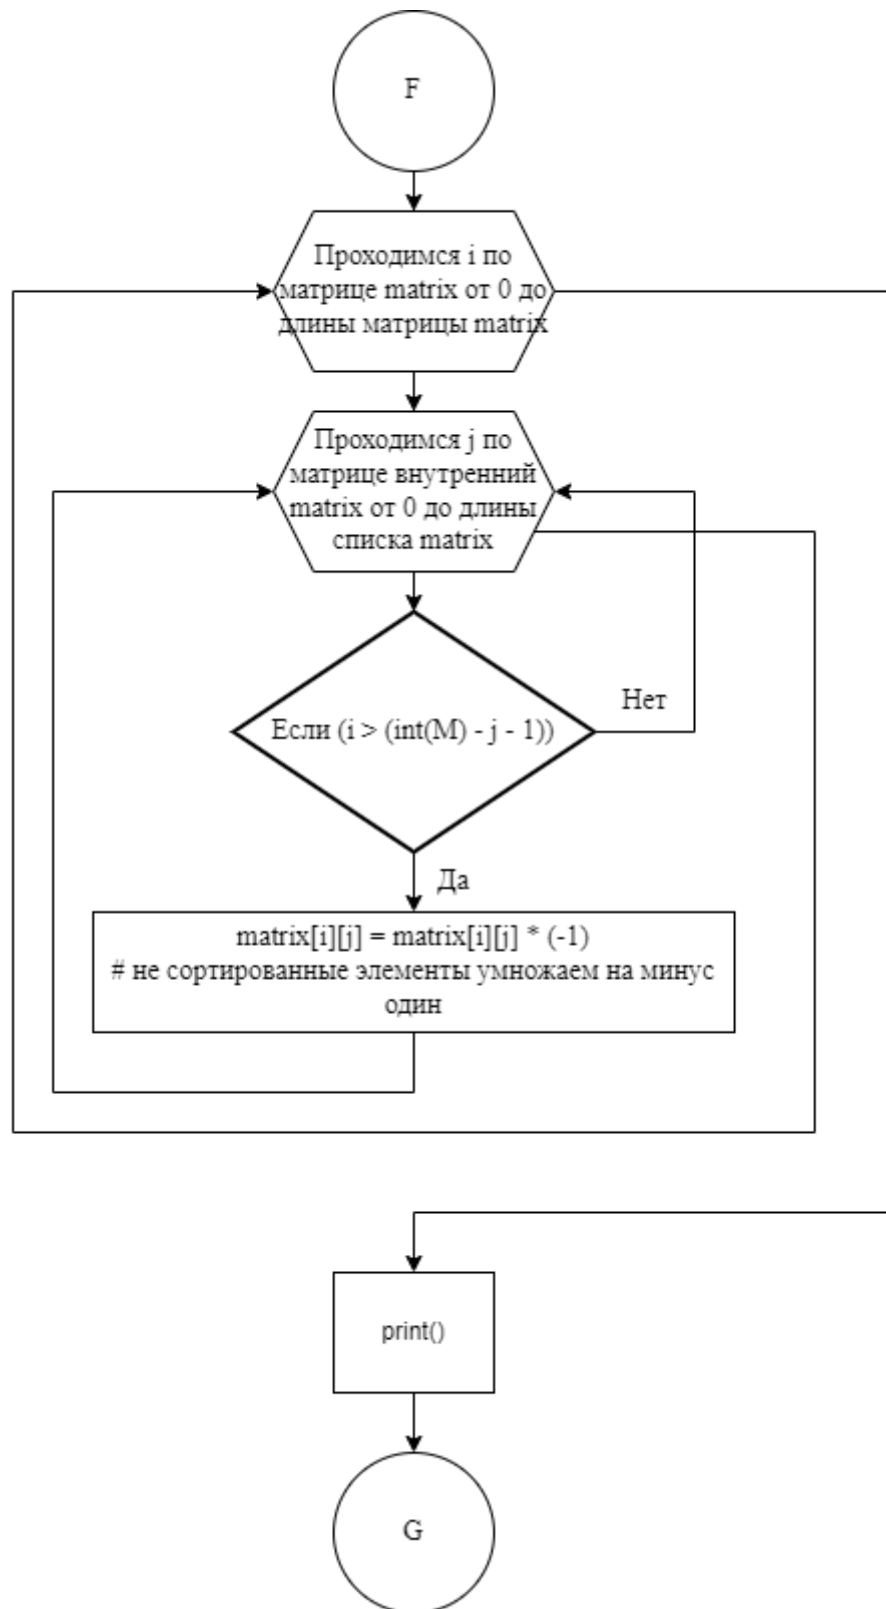 F
Проходимся i по
матрице matrix от 0 до
длины матрицы matrix
Проходимся j по
матрице внутренний
matrix от 0 до длины
списка matrix
Если (i > (int(M) - j - 1))
Нет
Да
matrix[i][j] = matrix[i][j] * (-1)
# не сортированные элементы умножаем на минус
один
print()
G